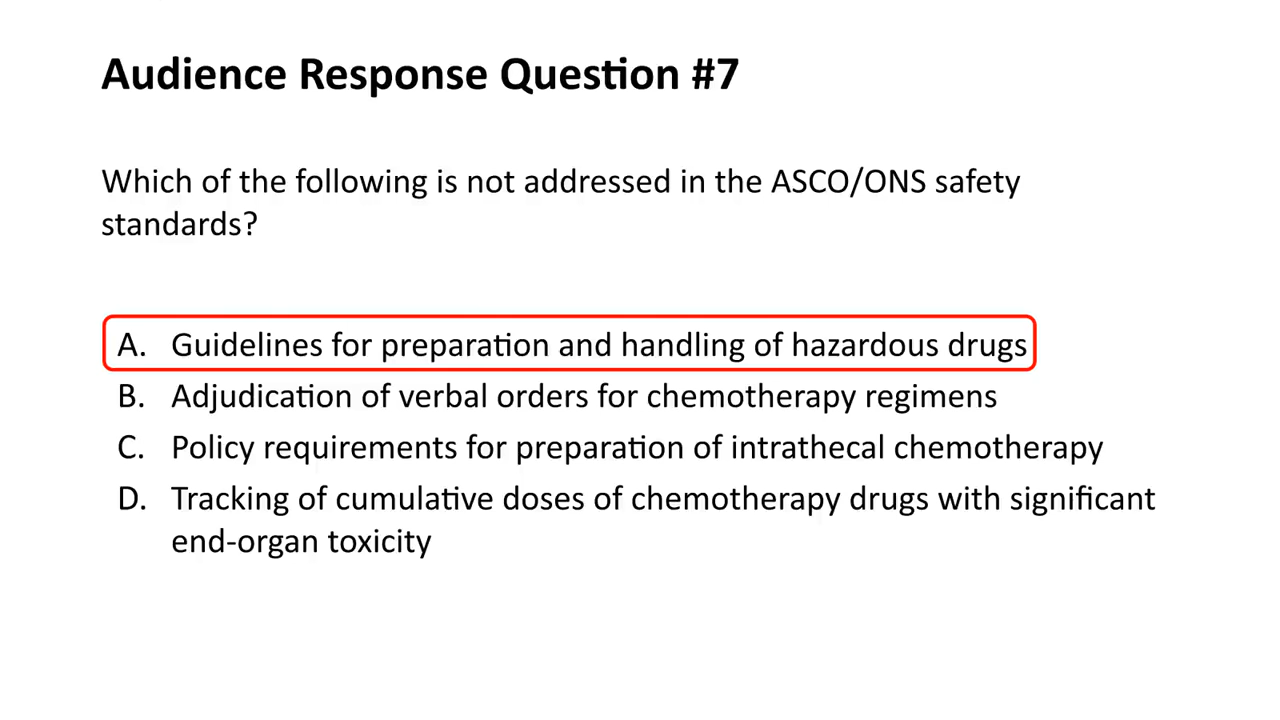 Audience Response Question #7
Which of the following is not addressed in the ASCO/ONS safety
standards?
A. Guidelines for preparation and handling of hazardous drugs
B. Adjudication of verbal orders for chemotherapy regimens
C. Policy requirements for preparation of intrathecal chemotherapy
D. Tracking of cumulative doses of chemotherapy drugs with significant
end-organ toxicity